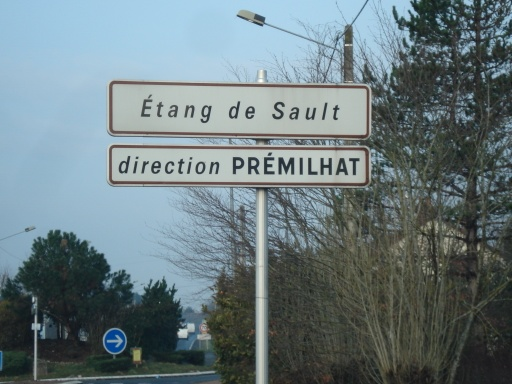 Étang de Sault
direction PRÉMILHAT